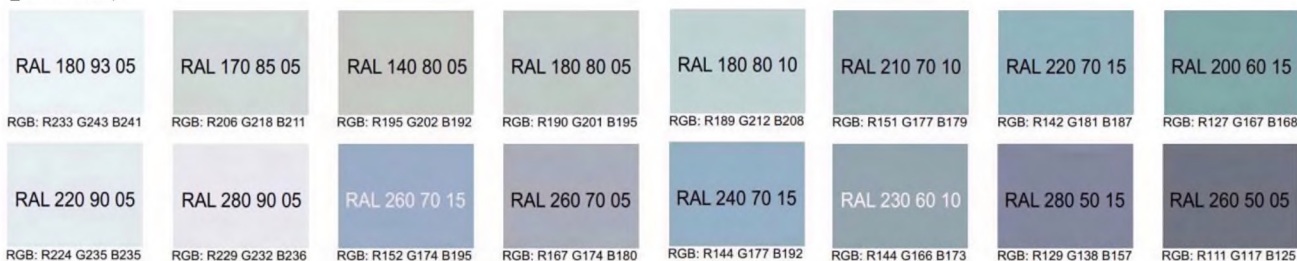 RAL 180 93 05
RAL 170 85 05
RAL 140 80 05
RAL 180 80 05
RAL 180 80 10
RAL 210 70 10
RAL 220 70 15
RAL 200 60 15
RGB: R233 G243 B241
RGB: R206 G218 B211
RGB: R195 G202 B192
RGB: R190 G201 B195
RGB: R189 G212 B208
RGB: R151 G177 B179
RGB: R142 G181 B187
RGB: R127 G167 B168
RAL 220 90 05
RAL 280 90 05
RAL 260 70 15
RAL 260 70 05
RAL 240 70 15
RAL 230 60 10
RAL 280 50 15
RAL 260 50 05
RGB: R224 G235 B235
RGB: R229 G232 B236
RGB: R152 G174 B195
RGB: R167 G174 B180
RGB: R144 G177 B192
RGB: R144 G166 B173
RGB: R129 G138 B157
RGB: R111 G117 B125